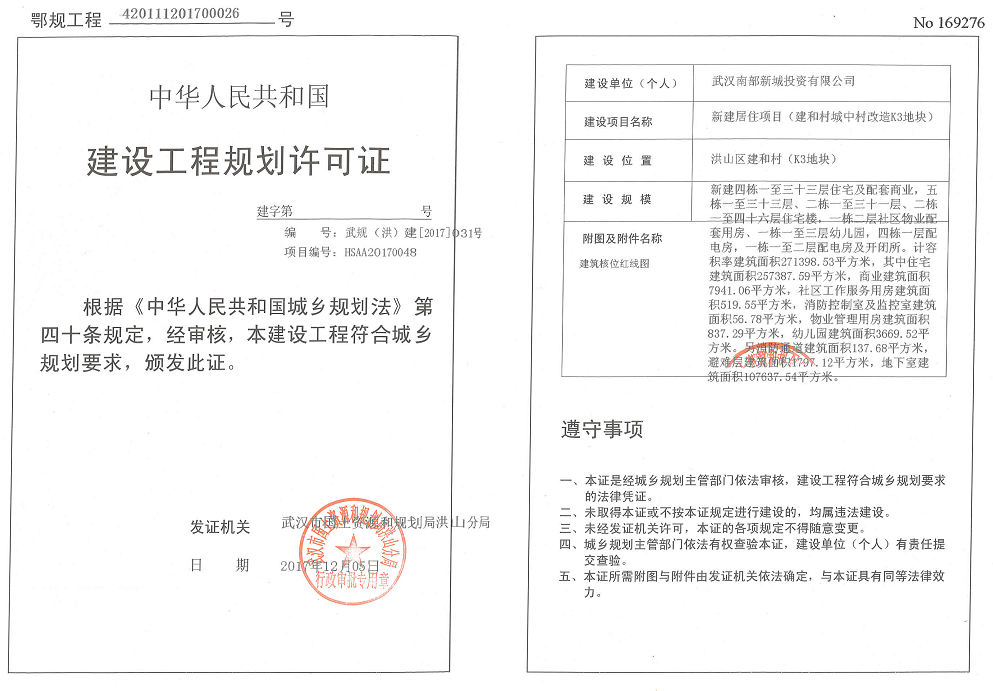 鄂规工程 420111201700026 号
中华人民共和国
建设工程规划许可证
建字第 号
编 号：武规（洪）建[2017]031号
项目编号：HSAA20170048
根据《中华人民共和国城乡规划法》第
四十条规定，经审核，本建设工程符合城乡
规划要求，颁发此证。
发证机关 武汉市国土资源和规划局洪山分局
日 期 2017年12月05日
武汉市国土资源和规划局洪山分局
行政审批专用章
No 169276
建设单位（个人） 武汉南部新城投资有限公司
建设项目名称 新建居住项目（建和村城中村改造K3地块）
建 设 位 置 洪山区建和村（K3地块）
建 设 规 模
新建四栋一至三十三层住宅及配套商业，五
栋一至三十三层、二栋一至三十一层、二栋
一至四十六层住宅楼，一栋二层社区物业配
套用房、一栋一至三层幼儿园，四栋一层配
电房，一栋一至二层配电房及开闭所。计容
积率建筑面积271398.53平方米，其中住宅
建筑面积257387.59平方米，商业建筑面积
7941.06平方米，社区工作服务用房建筑面
积519.55平方米，消防控制室及监控室建筑
面积56.78平方米，物业管理用房建筑面积
837.29平方米，幼儿园建筑面积3669.52平
方米。另消防通道建筑面积137.68平方米，
避难层建筑面积1797.12平方米，地下室建
筑面积107637.54平方米。
附图及附件名称
建筑核位红线图
遵守事项
一、本证是经城乡规划主管部门依法审核，建设工程符合城乡规划要求
的法律凭证。
二、未取得本证或不按本证规定进行建设的，均属违法建设。
三、未经发证机关许可，本证的各项规定不得随意变更。
四、城乡规划主管部门依法有权查验本证，建设单位（个人）有责任提
交查验。
五、本证所需附图与附件由发证机关依法确定，与本证具有同等法律效
力。